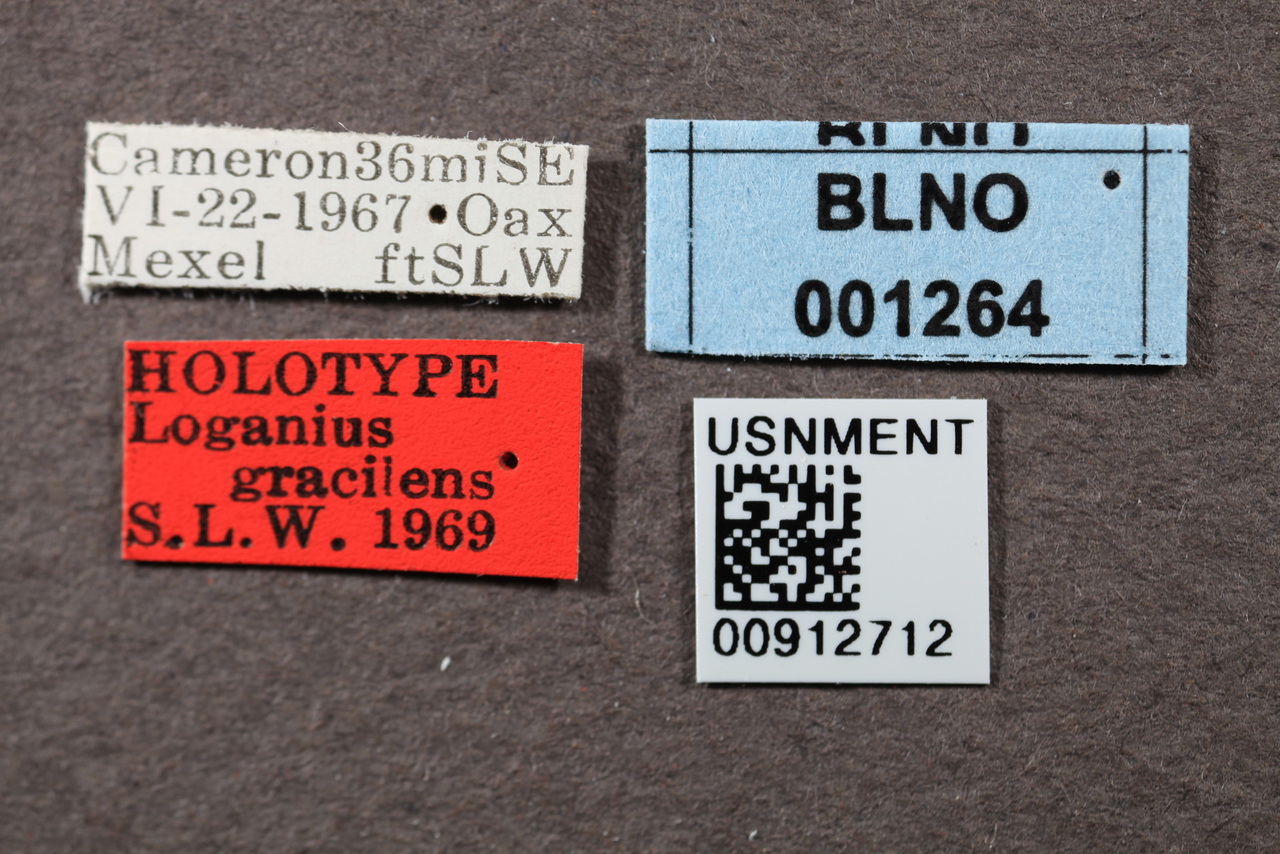 Cameron36miSE
VI-22-1967 Oax
Mexel ftSLW
HOLOTYPE
Loganius
gracilens
S.L.W. 1969
BLNO
001264
USNMENT
00912712